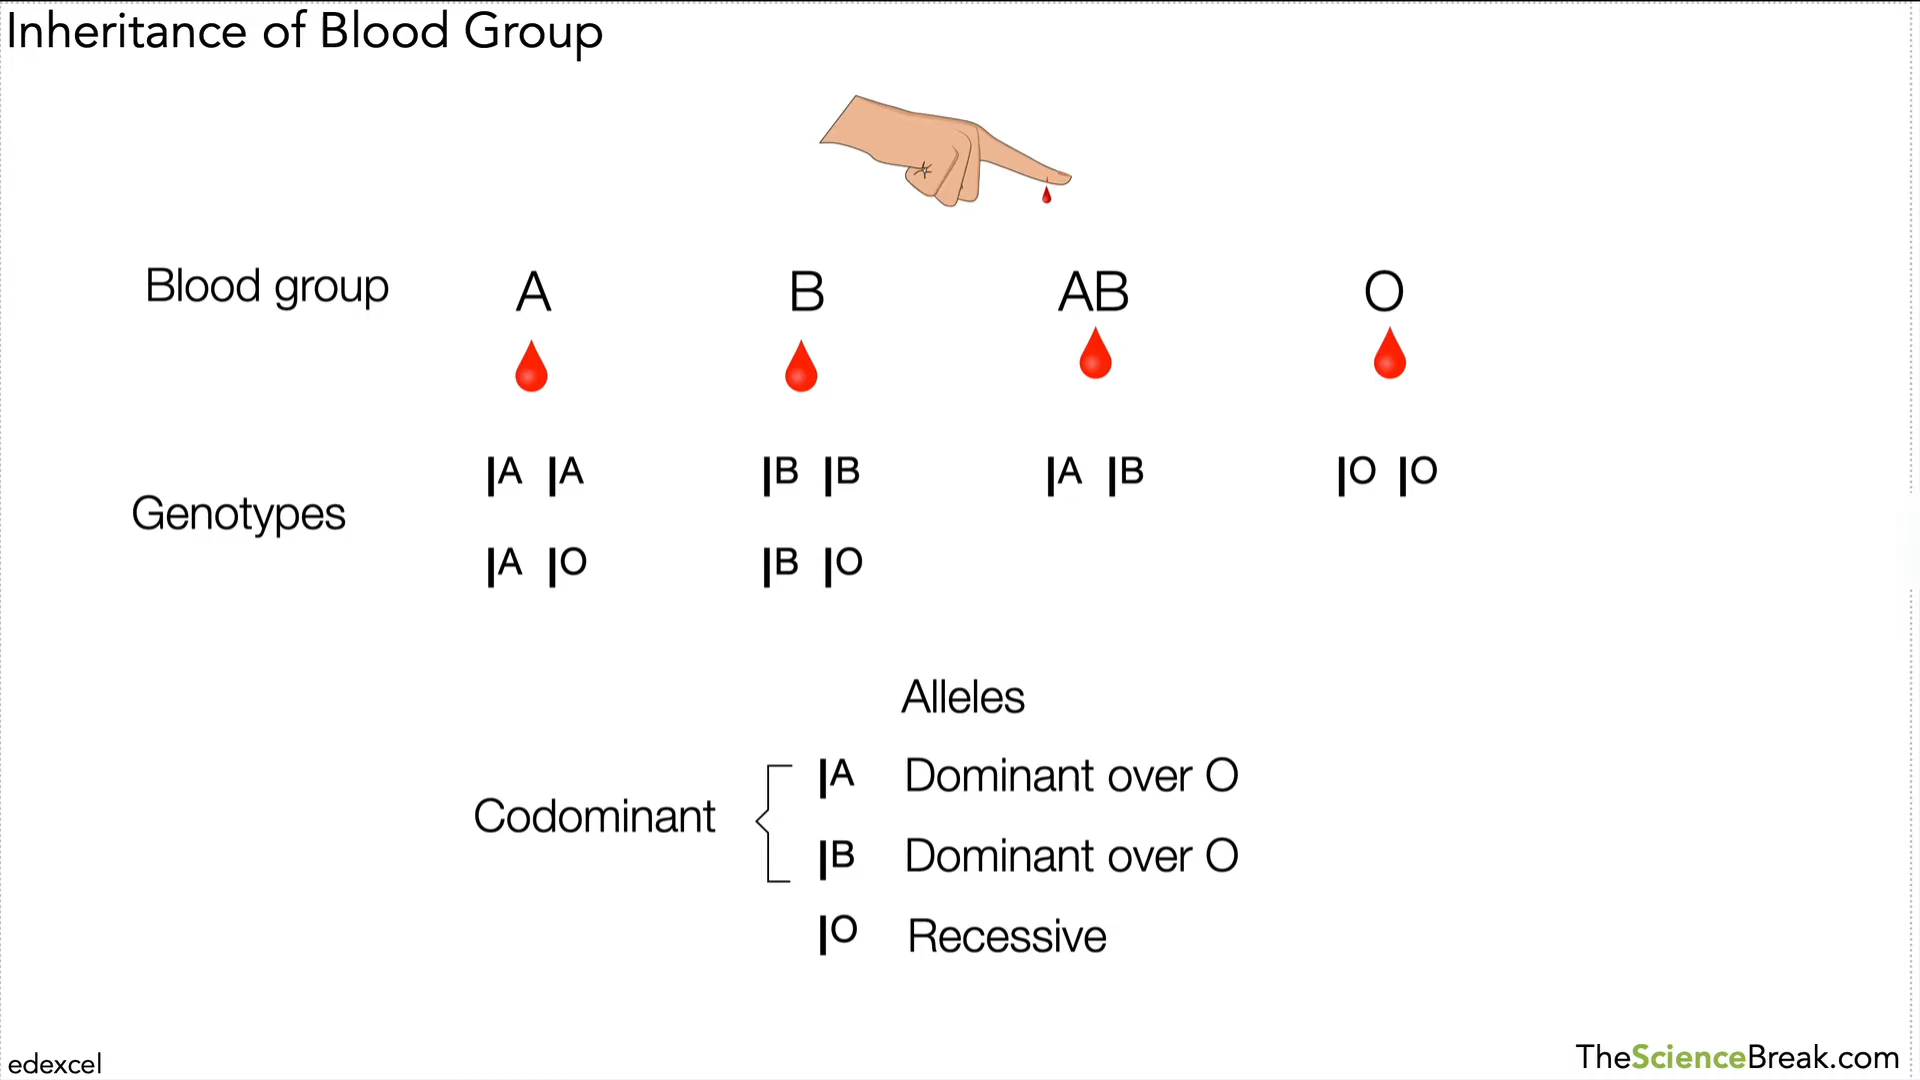 Inheritance of Blood Group
Blood group A B AB O
Genotypes
IA IA IB IB IA IB IO IO
IA IO IB IO
Alleles
Codominant
IA Dominant over O
IB Dominant over O
IO Recessive
edexcel
TheScienceBreak.com